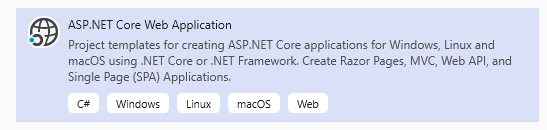 ASP.NET Core Web Application
Project templates for creating ASP.NET Core applications for Windows, Linux and
macOS using .NET Core or .NET Framework. Create Razor Pages, MVC, Web API, and
Single Page (SPA) Applications.
C# Windows Linux macOS Web